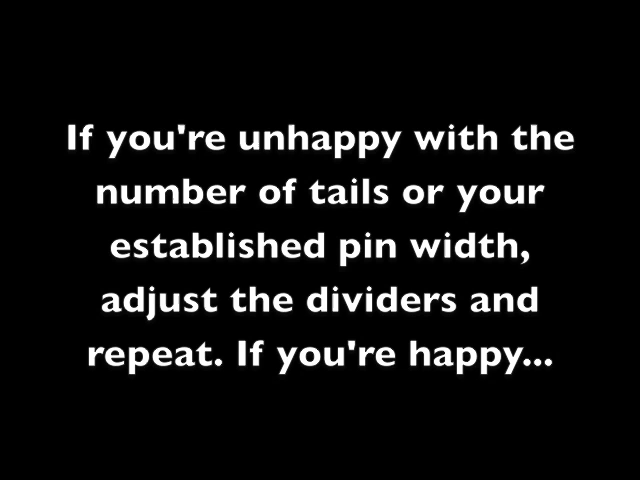 If you're unhappy with the
number of tails or your
established pin width,
adjust the dividers and
repeat. If you're happy...